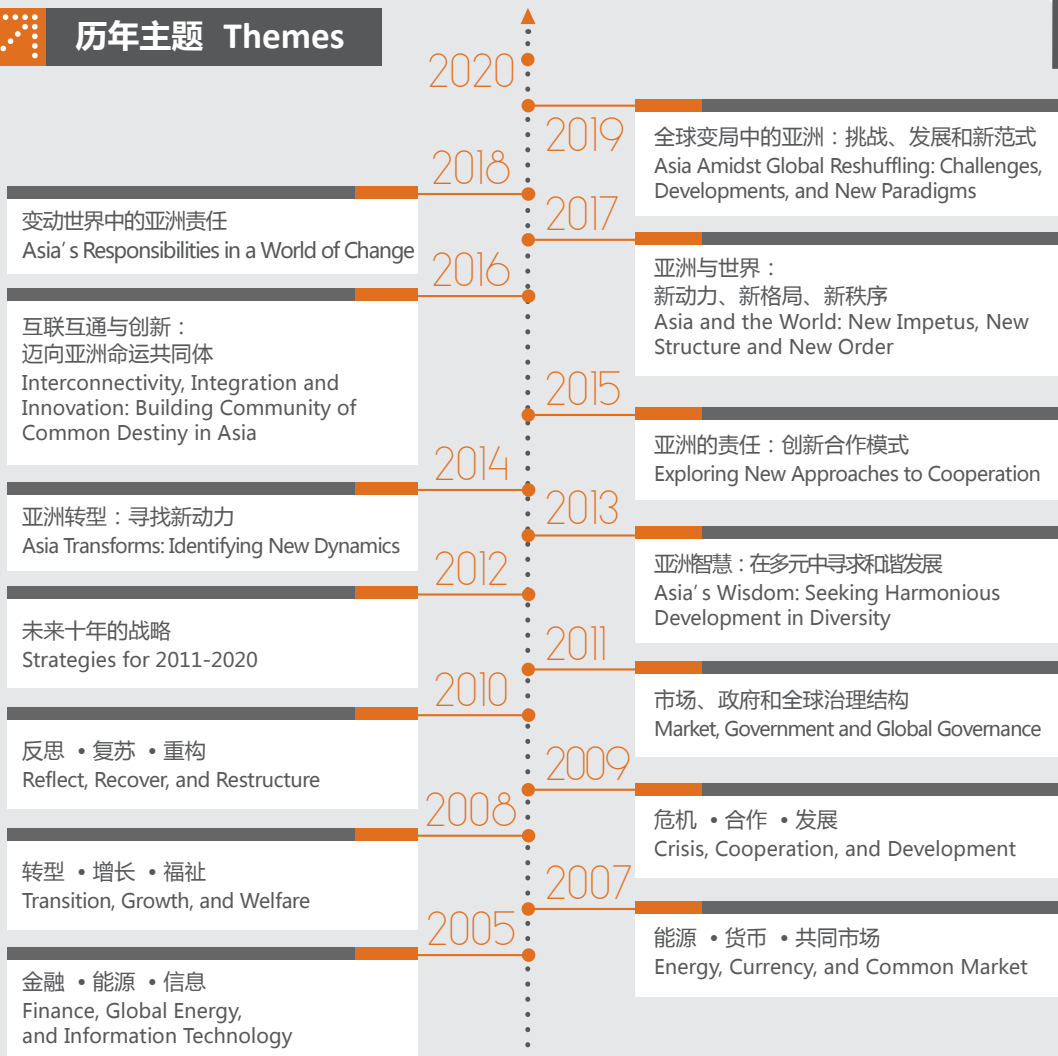 历年主题 Themes
2020
2019
全球变局中的亚洲：挑战、发展和新范式
Asia Amidst Global Reshuffling: Challenges,
Developments, and New Paradigms
2018
变动世界中的亚洲责任
Asia's Responsibilities in a World of Change
2017
亚洲与世界：
新动力、新格局、新秩序
Asia and the World: New Impetus, New
Structure and New Order
2016
互联互通与创新：
迈向亚洲命运共同体
Interconnectivity, Integration and
Innovation: Building Community of
Common Destiny in Asia
2015
亚洲的责任：创新合作模式
Exploring New Approaches to Cooperation
2014
亚洲转型：寻找新动力
Asia Transforms: Identifying New Dynamics
2013
亚洲智慧：在多元中寻求和谐发展
Asia's Wisdom: Seeking Harmonious
Development in Diversity
2012
未来十年的战略
Strategies for 2011-2020
2011
市场、政府和全球治理结构
Market, Government and Global Governance
2010
反思 • 复苏 • 重构
Reflect, Recover, and Restructure
2009
危机 • 合作 • 发展
Crisis, Cooperation, and Development
2008
转型 • 增长 • 福祉
Transition, Growth, and Welfare
2007
能源 • 货币 • 共同市场
Energy, Currency, and Common Market
2005
金融 • 能源 • 信息
Finance, Global Energy,
and Information Technology